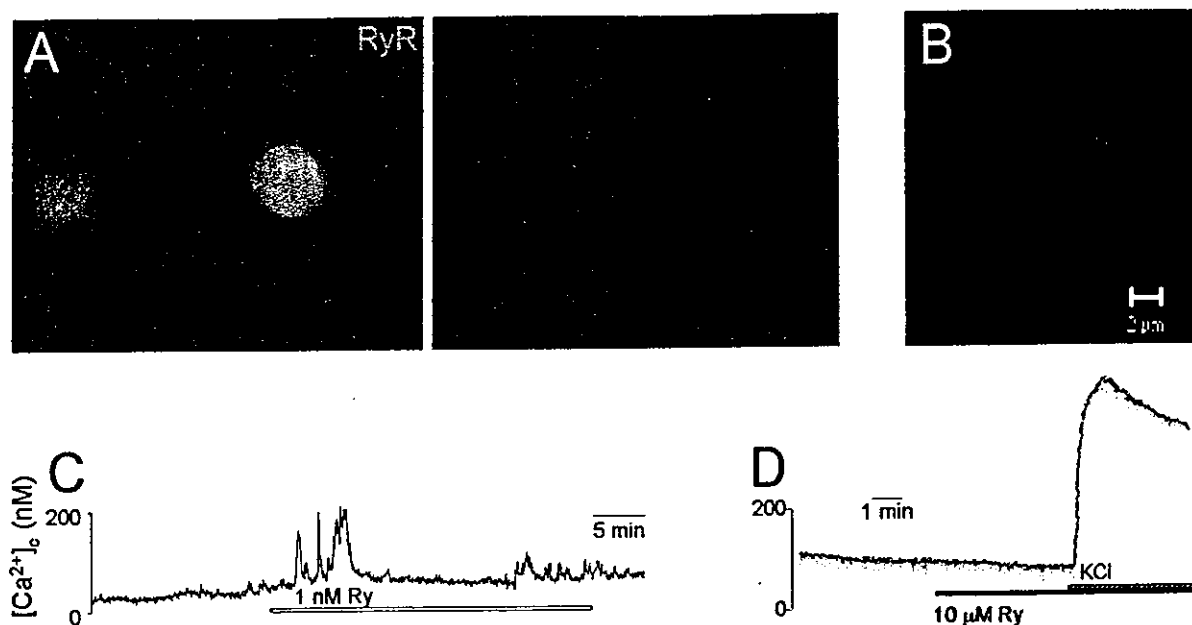 A
RyR
B
2 µm
C
[Ca²⁺]c (nM)
200
0
5 min
1 nM Ry
D
200
0
1 min
KCl
10 µM Ry